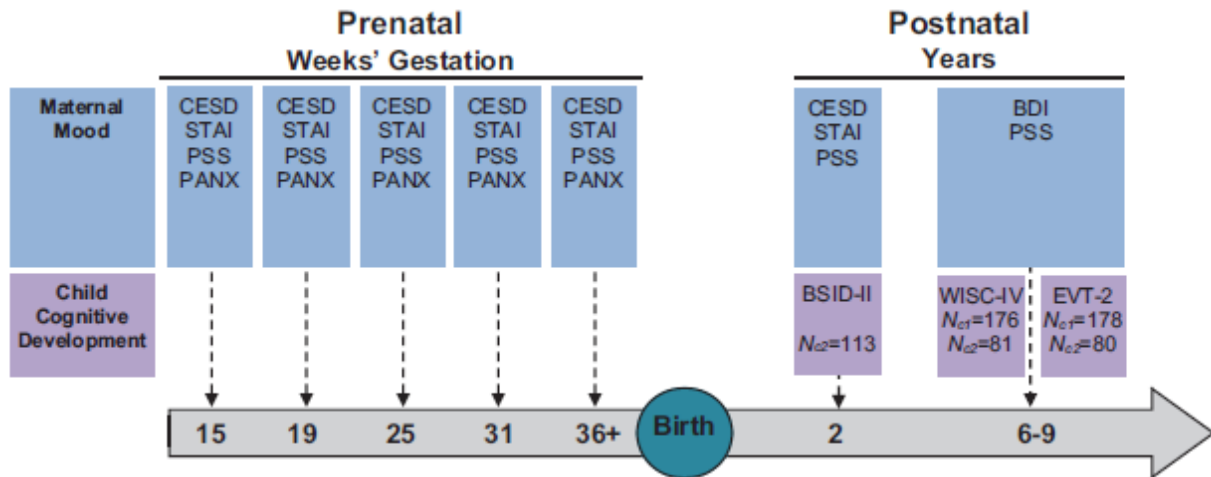 Prenatal
Weeks' Gestation
Postnatal
Years
Maternal
Mood
CESD
STAI
PSS
PANX
CESD
STAI
PSS
PANX
CESD
STAI
PSS
PANX
CESD
STAI
PSS
PANX
CESD
STAI
PSS
PANX
CESD
STAI
PSS
BDI
PSS
Child
Cognitive
Development
BSID-II
Nc2=113
WISC-IV
Nc1=176
Nc2=81
EVT-2
Nc1=178
Nc2=80
15
19
25
31
36+
Birth
2
6-9